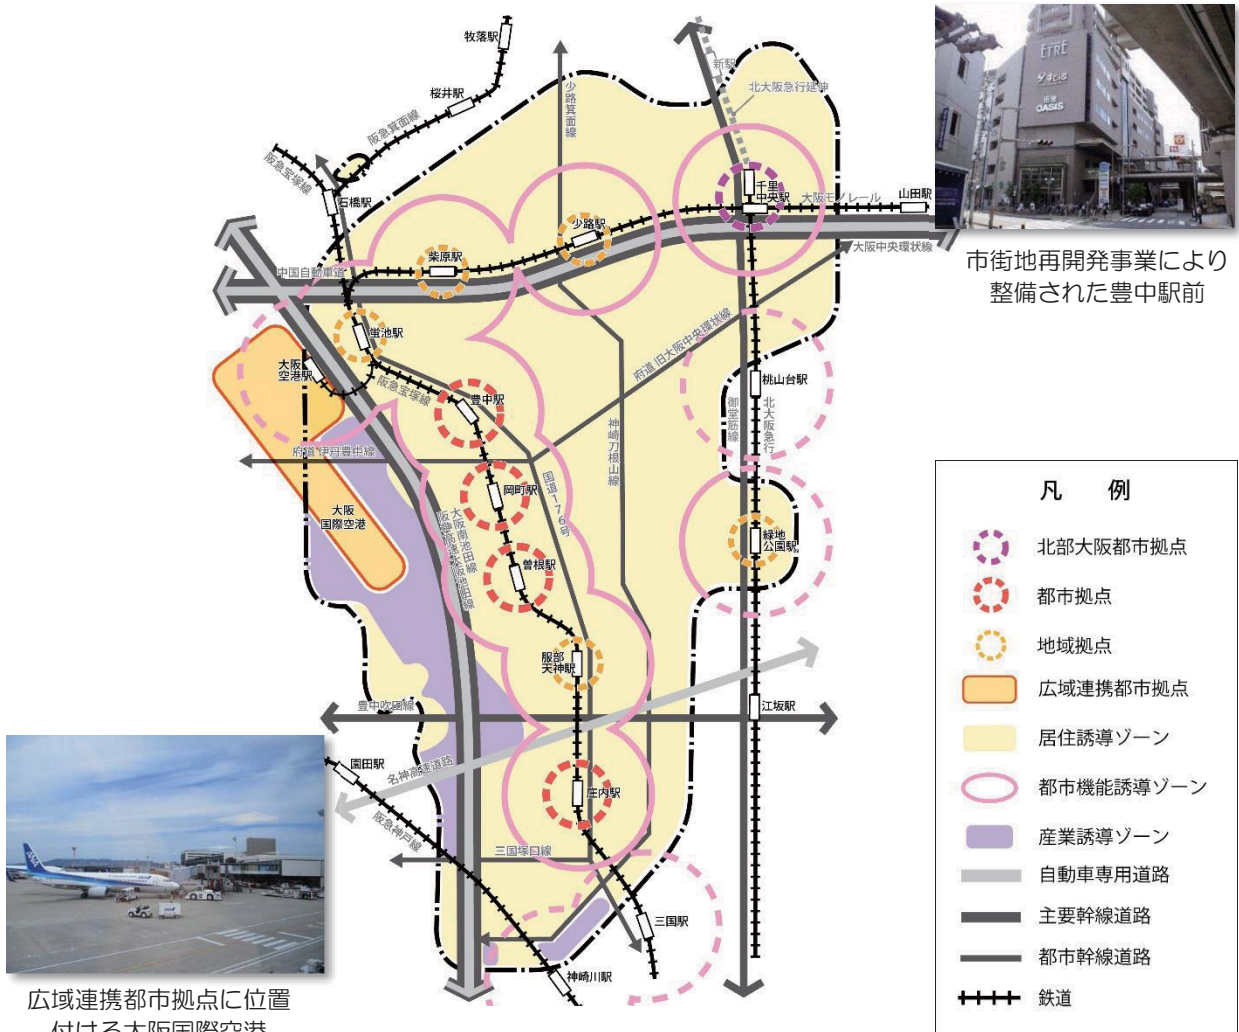 牧落駅
桜井駅
阪急箕面線
阪急宝塚線
石橋駅
少路箕面線
新駅
北大阪急行延伸
千里
中央駅
大阪モノレール
山田駅
大阪中央環状線
少路駅
柴原駅
中国自動車道
蛍池駅
大阪
空港駅
阪急宝塚線
豊中駅
府道 旧大阪中央環状線
桃山台駅
御堂筋線
北大阪急行
神崎刀根山線
府道 伊丹豊中線
国道176号
岡町駅
大阪
国際空港
大阪南池田線
阪神高速大阪池田線
曽根駅
緑地
公園駅
服部
天神駅
豊中吹田線
江坂駅
名神高速道路
園田駅
阪急神戸線
庄内駅
三国塚口線
三国駅
神崎川駅
ETRE
OASIS
市街地再開発事業により
整備された豊中駅前
凡 例
北部大阪都市拠点
都市拠点
地域拠点
広域連携都市拠点
居住誘導ゾーン
都市機能誘導ゾーン
産業誘導ゾーン
自動車専用道路
主要幹線道路
都市幹線道路
鉄道
ANA
広域連携都市拠点に位置
付ける大阪国際空港